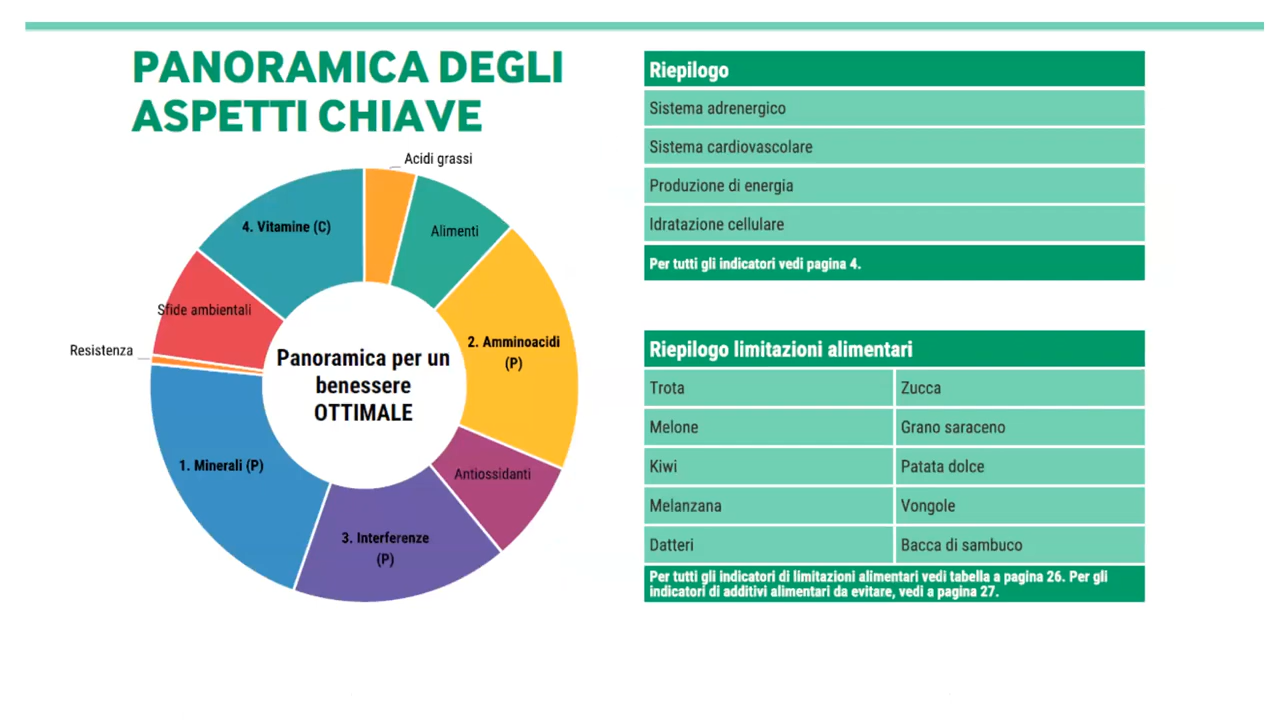 PANORAMICA DEGLI
ASPETTI CHIAVE
Acidi grassi
4. Vitamine (C)
Alimenti
Sfide ambientali
2. Amminoacidi
(P)
Resistenza
Panoramica per un
benessere
OTTIMALE
1. Minerali (P)
Antiossidanti
3. Interferenze
(P)
Riepilogo
Sistema adrenergico
Sistema cardiovascolare
Produzione di energia
Idratazione cellulare
Per tutti gli indicatori vedi pagina 4.
Riepilogo limitazioni alimentari
Trota Zucca
Melone Grano saraceno
Kiwi Patata dolce
Melanzana Vongole
Datteri Bacca di sambuco
Per tutti gli indicatori di limitazioni alimentari vedi tabella a pagina 26. Per gli
indicatori di additivi alimentari da evitare, vedi a pagina 27.